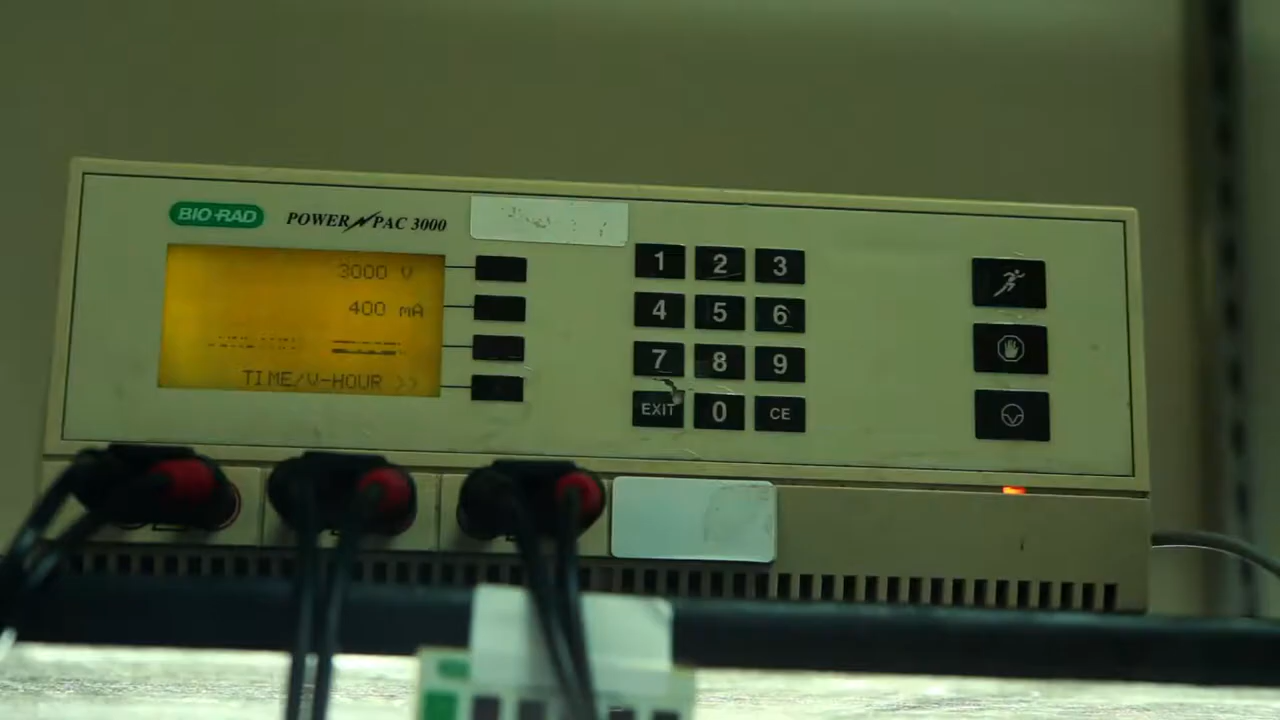 BIO-RAD
POWER PAC 3000
3000 V
400 mA
TIME/V-HOUR >>
1 2 3
4 5 6
7 8 9
EXIT 0 CE